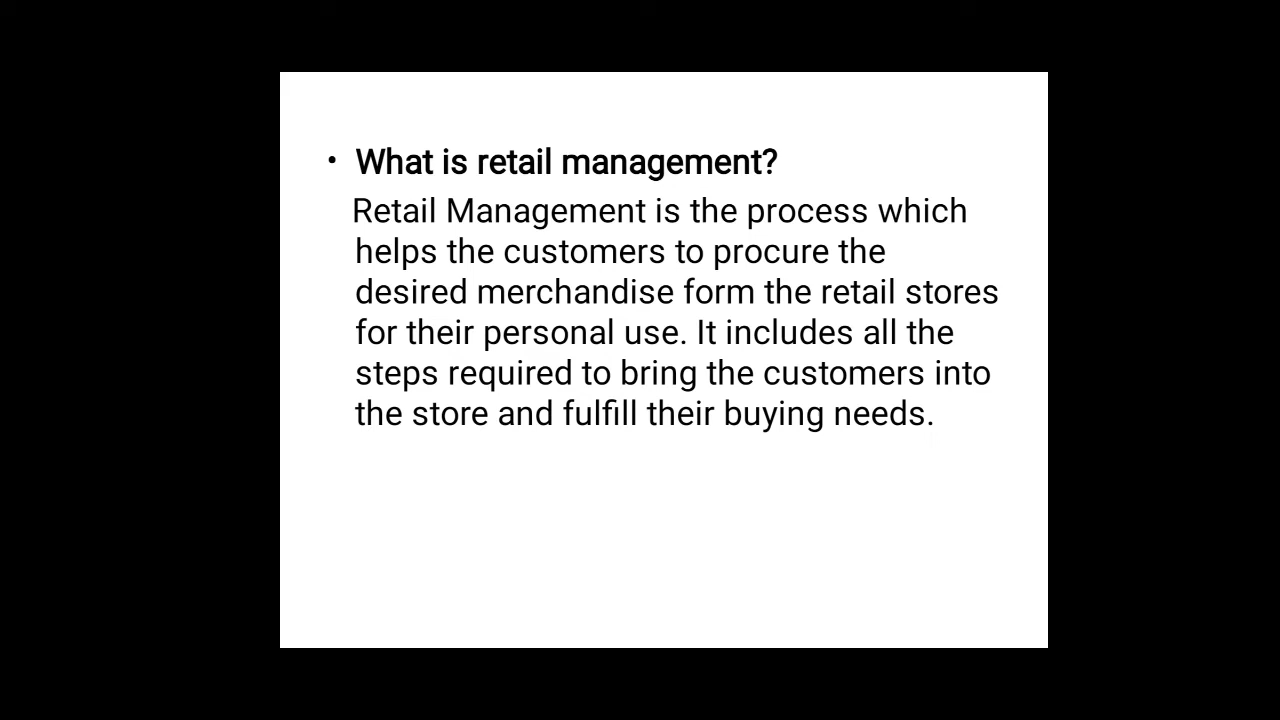 • What is retail management?
Retail Management is the process which
helps the customers to procure the
desired merchandise form the retail stores
for their personal use. It includes all the
steps required to bring the customers into
the store and fulfill their buying needs.